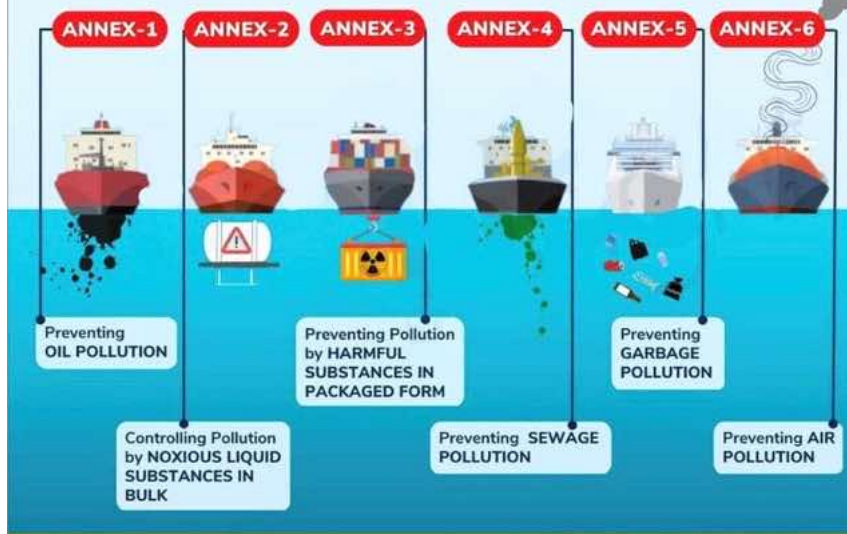 ANNEX-1
ANNEX-2
ANNEX-3
ANNEX-4
ANNEX-5
ANNEX-6
Preventing
OIL POLLUTION
Controlling Pollution
by NOXIOUS LIQUID
SUBSTANCES IN
BULK
Preventing Pollution
by HARMFUL
SUBSTANCES IN
PACKAGED FORM
Preventing SEWAGE
POLLUTION
Preventing
GARBAGE
POLLUTION
Preventing AIR
POLLUTION